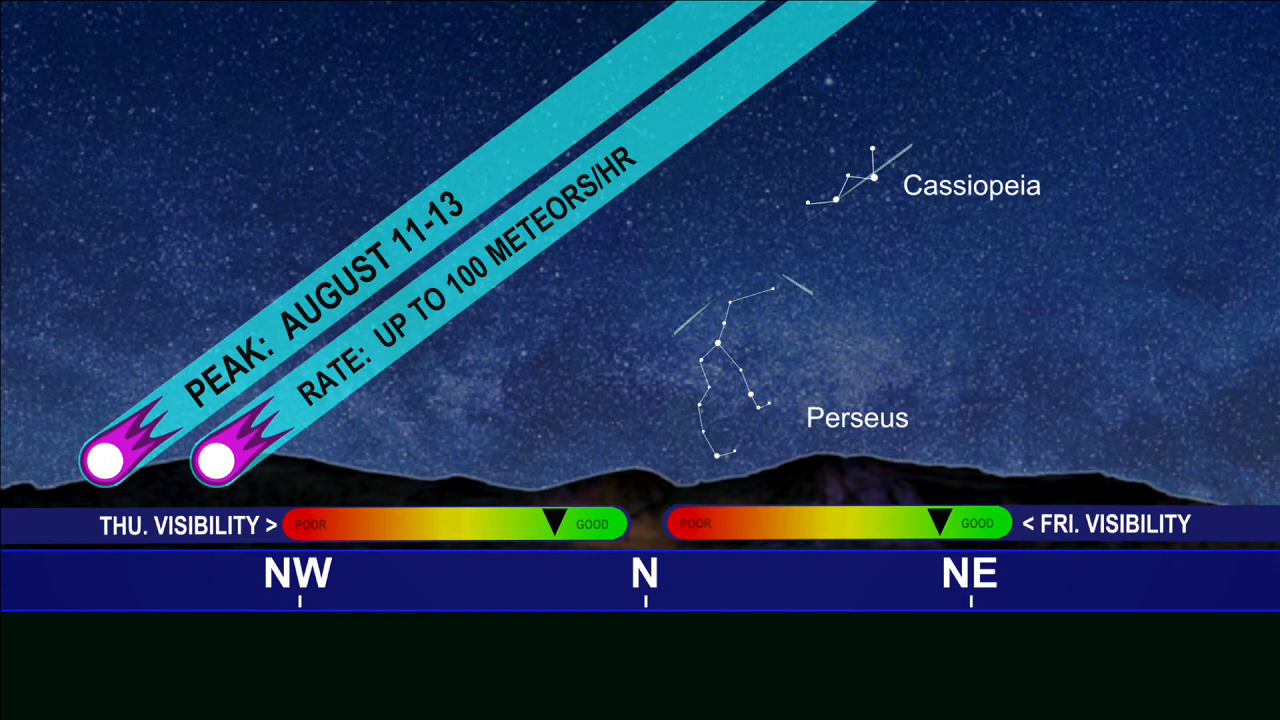 PEAK: AUGUST 11-13
RATE: UP TO 100 METEORS/HR
Cassiopeia
Perseus
THU. VISIBILITY > POOR GOOD POOR GOOD < FRI. VISIBILITY
NW N NE